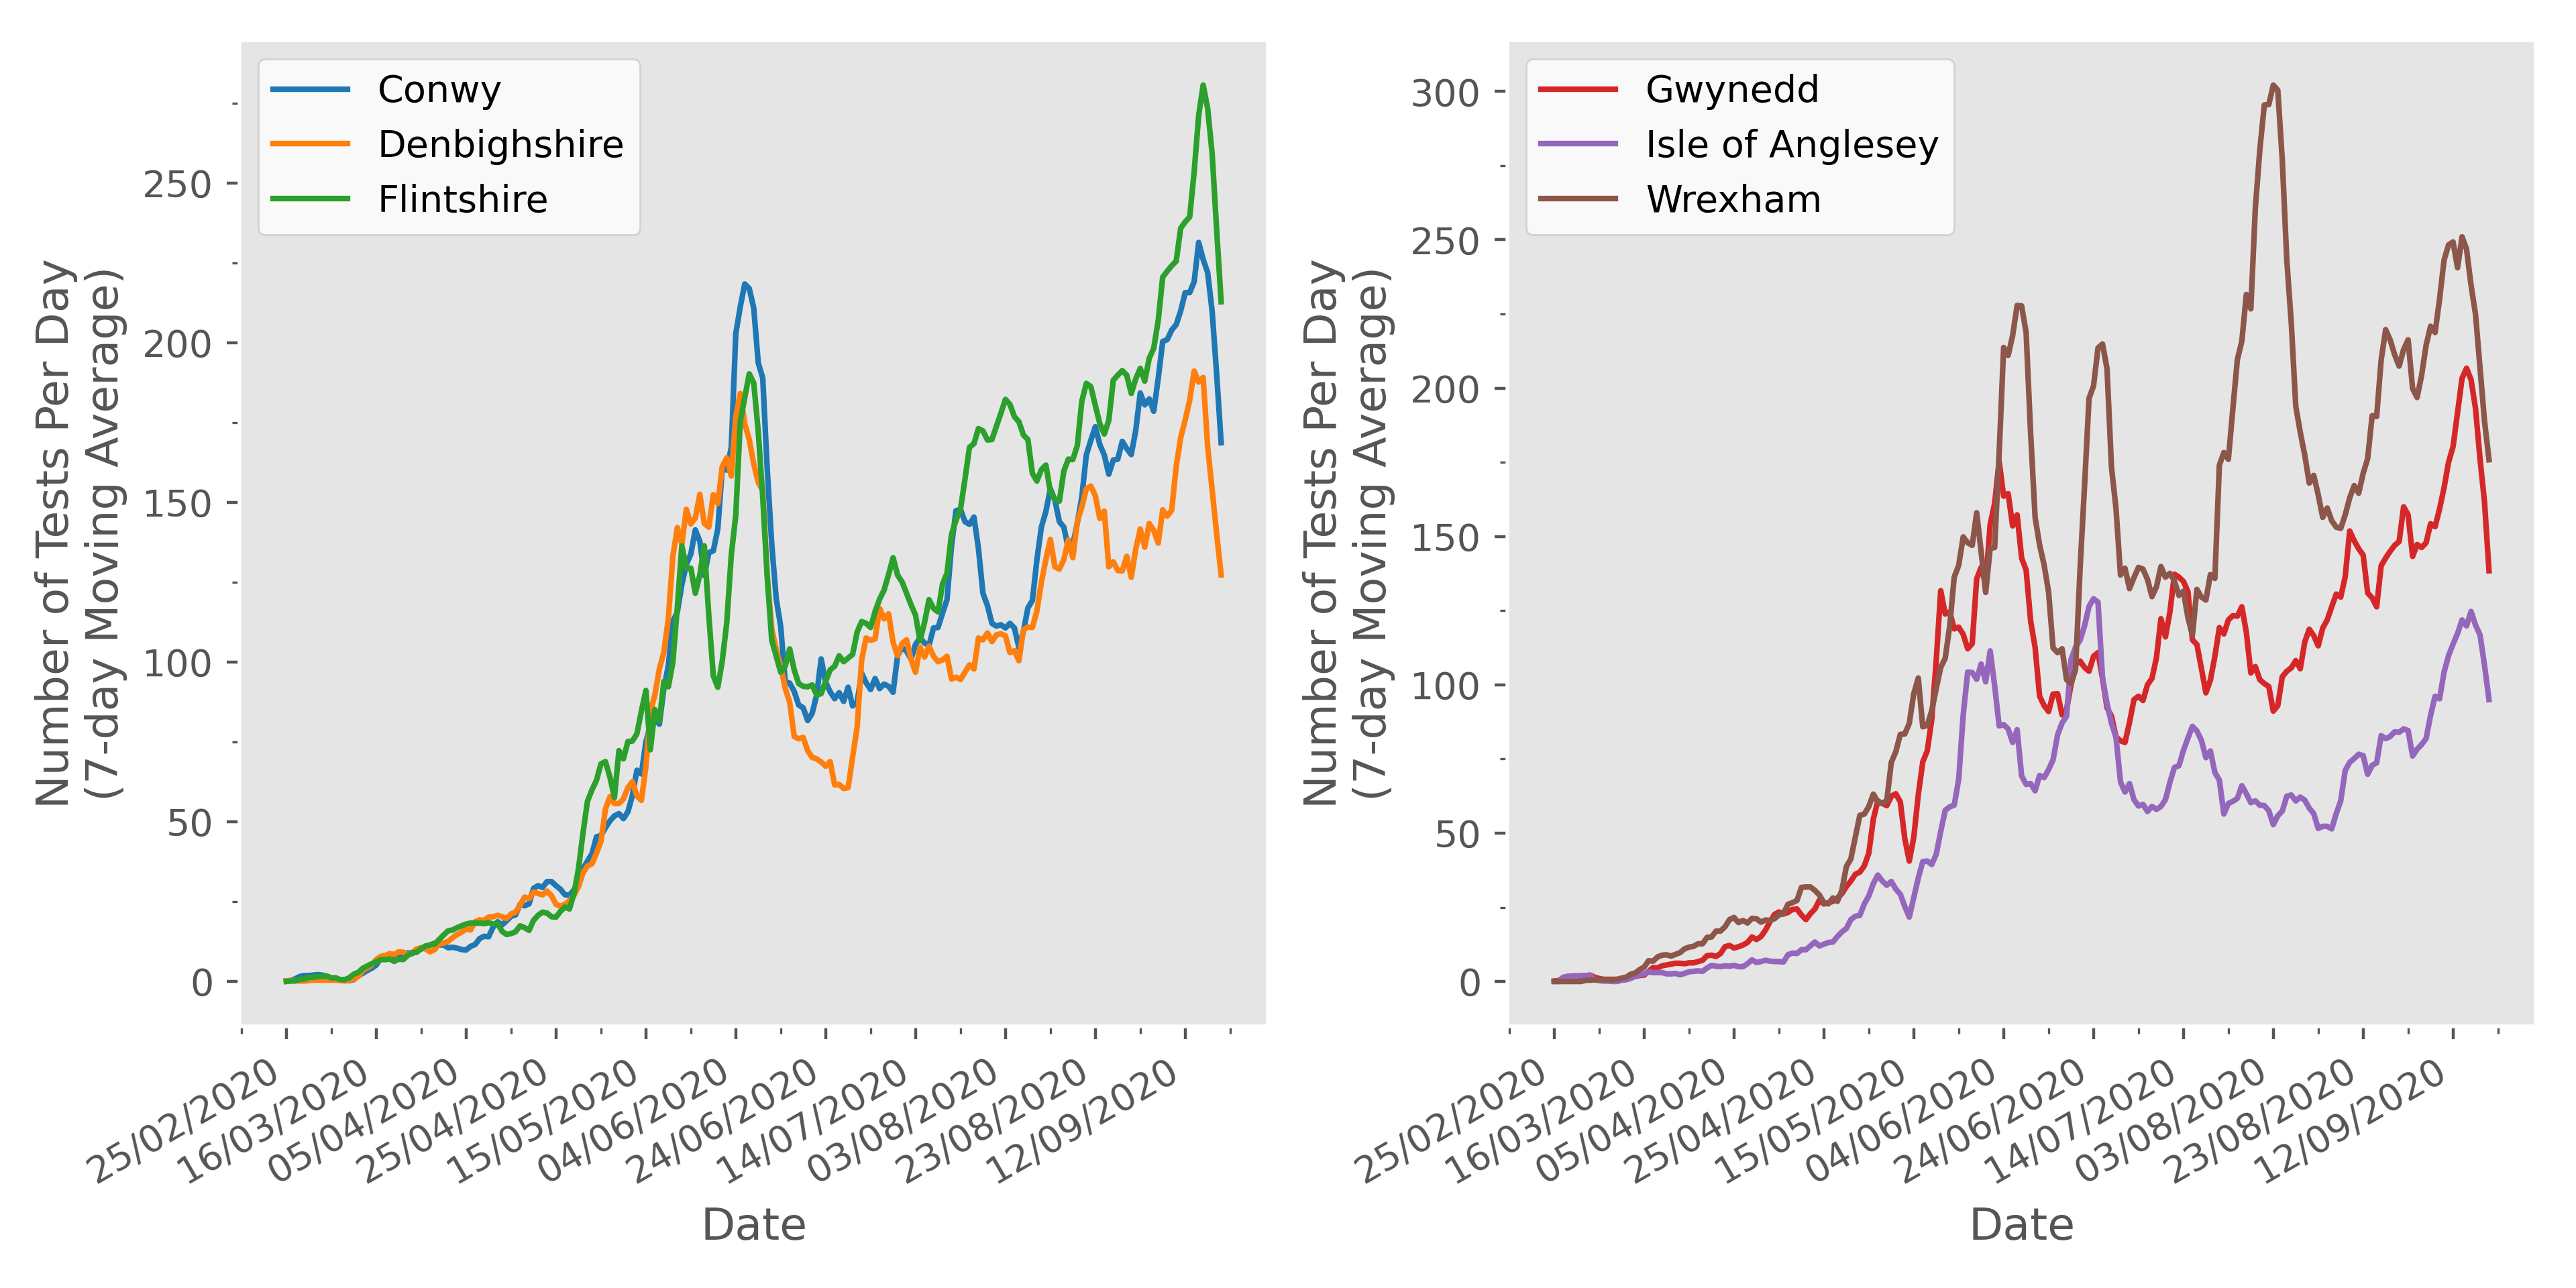 Conwy
Denbighshire
Flintshire
Number of Tests Per Day
(7-day Moving Average)
250
200
150
100
50
0
25/02/2020
16/03/2020
05/04/2020
25/04/2020
15/05/2020
04/06/2020
24/06/2020
14/07/2020
03/08/2020
23/08/2020
12/09/2020
Date
Gwynedd
Isle of Anglesey
Wrexham
Number of Tests Per Day
(7-day Moving Average)
300
250
200
150
100
50
0
25/02/2020
16/03/2020
05/04/2020
25/04/2020
15/05/2020
04/06/2020
24/06/2020
14/07/2020
03/08/2020
23/08/2020
12/09/2020
Date